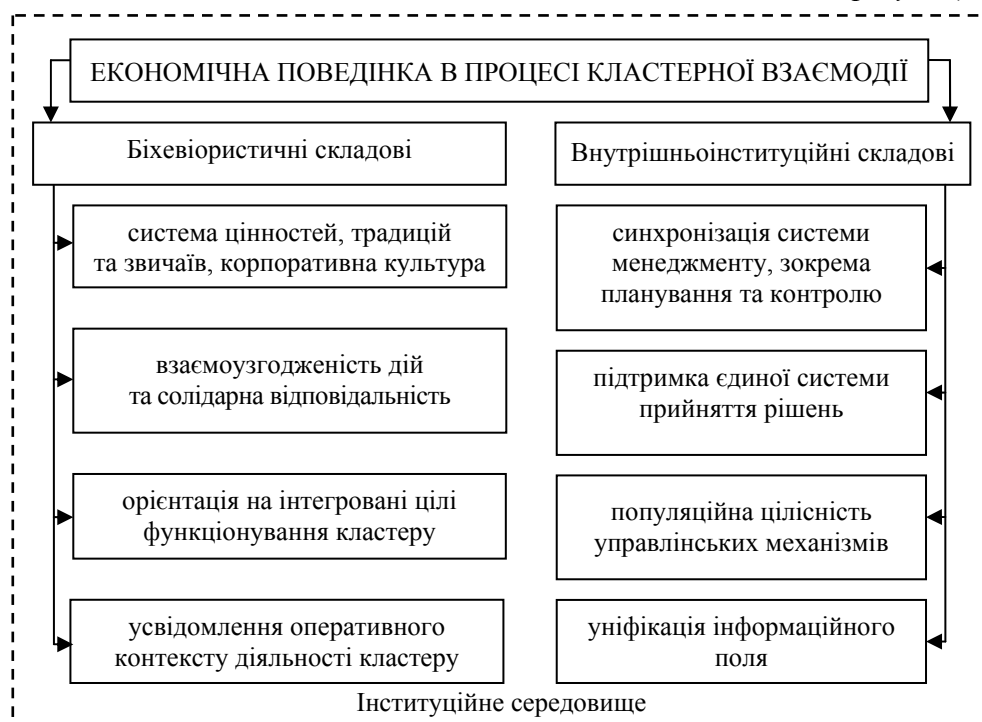 ЕКОНОМІЧНА ПОВЕДІНКА В ПРОЦЕСІ КЛАСТЕРНОЇ ВЗАЄМОДІЇ
Біхевіористичні складові
система цінностей, традицій
та звичаїв, корпоративна культура
взаємоузгодженість дій
та солідарна відповідальність
орієнтація на інтегровані цілі
функціонування кластеру
усвідомлення оперативного
контексту діяльності кластеру
Внутрішньоінституційні складові
синхронізація системи
менеджменту, зокрема
планування та контролю
підтримка єдиної системи
прийняття рішень
популяційна цілісність
управлінських механізмів
уніфікація інформаційного
поля
Інституційне середовище